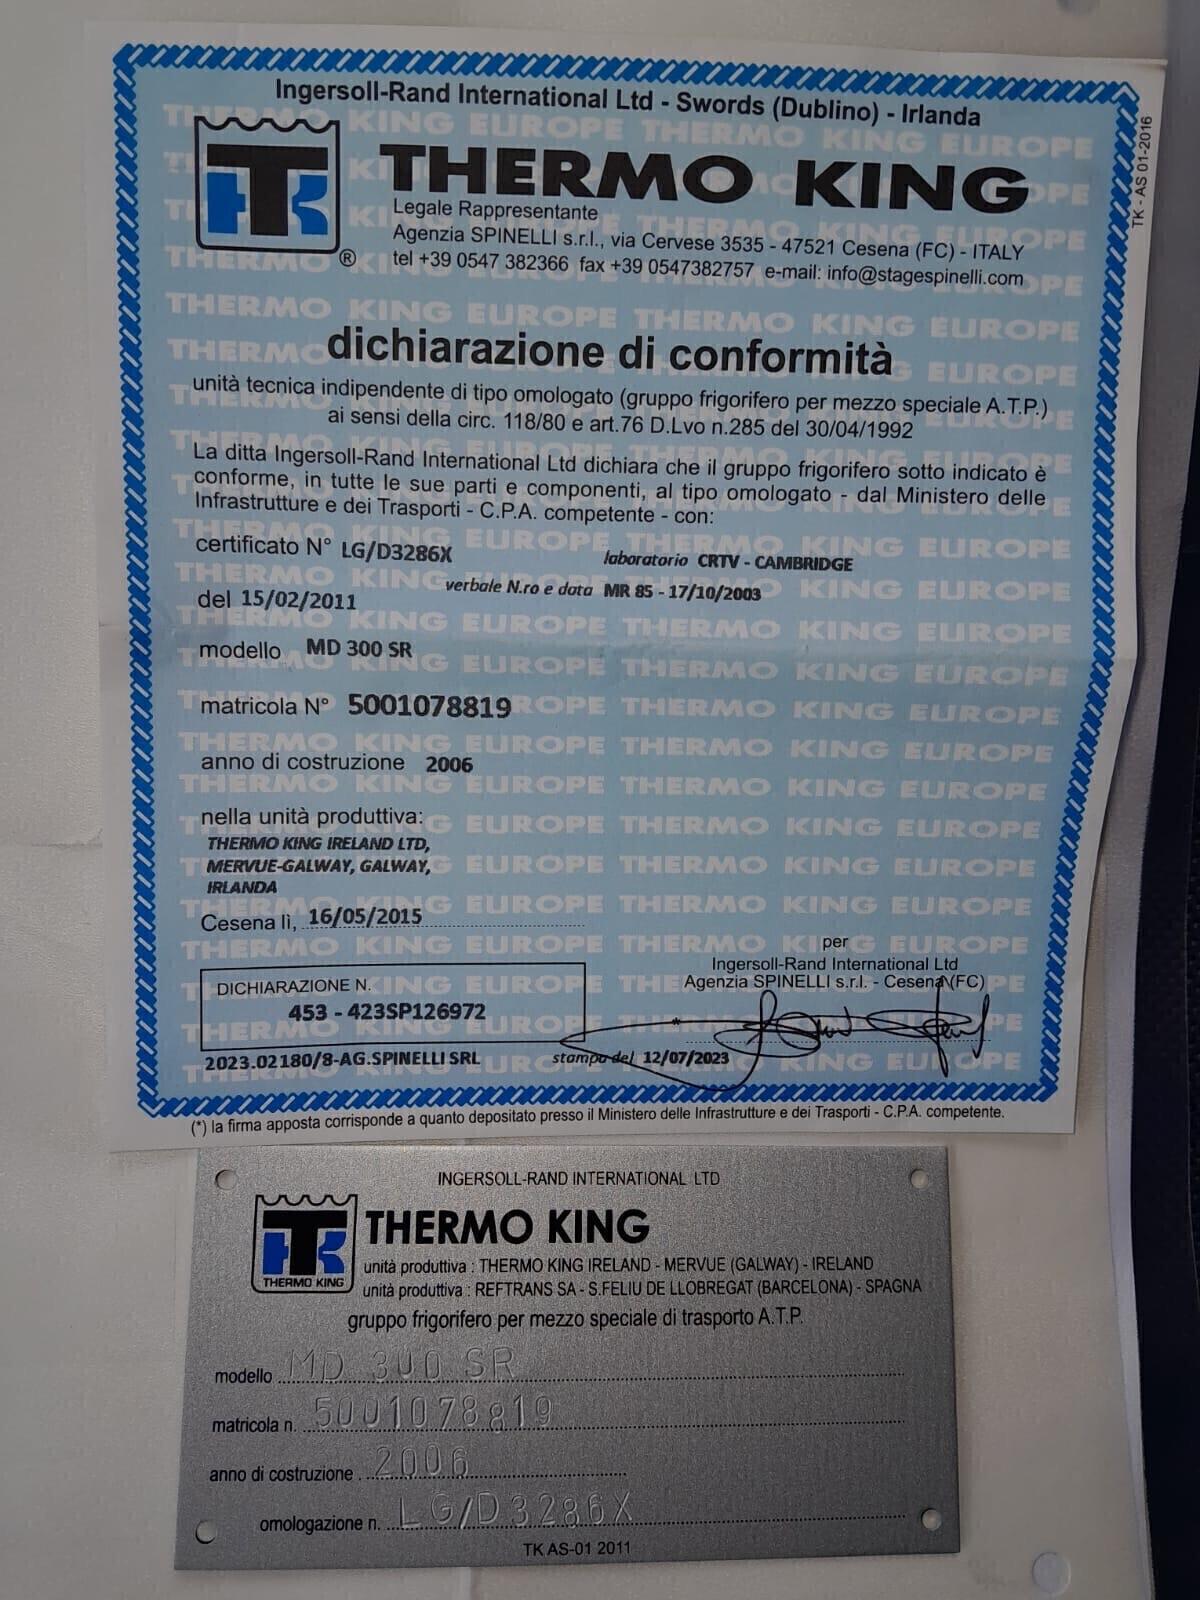 Ingersoll-Rand International Ltd - Swords (Dublino) - Irlanda
THERMO KING
Legale Rappresentante
Agenzia SPINELLI s.r.l., via Cervese 3535 - 47521 Cesena (FC) - ITALY
tel +39 0547 382366 fax +39 0547382757 e-mail: info@stagespinelli.com
TK - AS 01-2016
dichiarazione di conformità
unità tecnica indipendente di tipo omologato (gruppo frigorifero per mezzo speciale A.T.P.)
ai sensi della circ. 118/80 e art.76 D.Lvo n.285 del 30/04/1992
La ditta Ingersoll-Rand International Ltd dichiara che il gruppo frigorifero sotto indicato è
conforme, in tutte le sue parti e componenti, al tipo omologato - dal Ministero delle
Infrastrutture e dei Trasporti - C.P.A. competente - con:
certificato N° LG/D3286X laboratorio CRTV - CAMBRIDGE
verbale N.ro e data MR 85 - 17/10/2003
del 15/02/2011
modello MD 300 SR
matricola N° 5001078819
anno di costruzione 2006
nella unità produttiva:
THERMO KING IRELAND LTD,
MERVUE-GALWAY, GALWAY,
IRLANDA
Cesena lì, 16/05/2015
per
Ingersoll-Rand International Ltd
Agenzia SPINELLI s.r.l. - Cesena (FC)
DICHIARAZIONE N.
453 - 423SP126972
*
2023.02180/8-AG.SPINELLI SRL stampa del 12/07/2023
(*) la firma apposta corrisponde a quanto depositato presso il Ministero delle Infrastrutture e dei Trasporti - C.P.A. competente.
INGERSOLL-RAND INTERNATIONAL LTD
THERMO KING
THERMO KING
unità produttiva : THERMO KING IRELAND - MERVUE (GALWAY) - IRELAND
unità produttiva : REFTRANS SA - S.FELIU DE LLOBREGAT (BARCELONA) - SPAGNA
gruppo frigorifero per mezzo speciale di trasporto A.T.P.
modello MD 300 SR
matricola n. 5001078819
anno di costruzione 2006
omologazione n. LG/D3286X
TK AS-01 2011